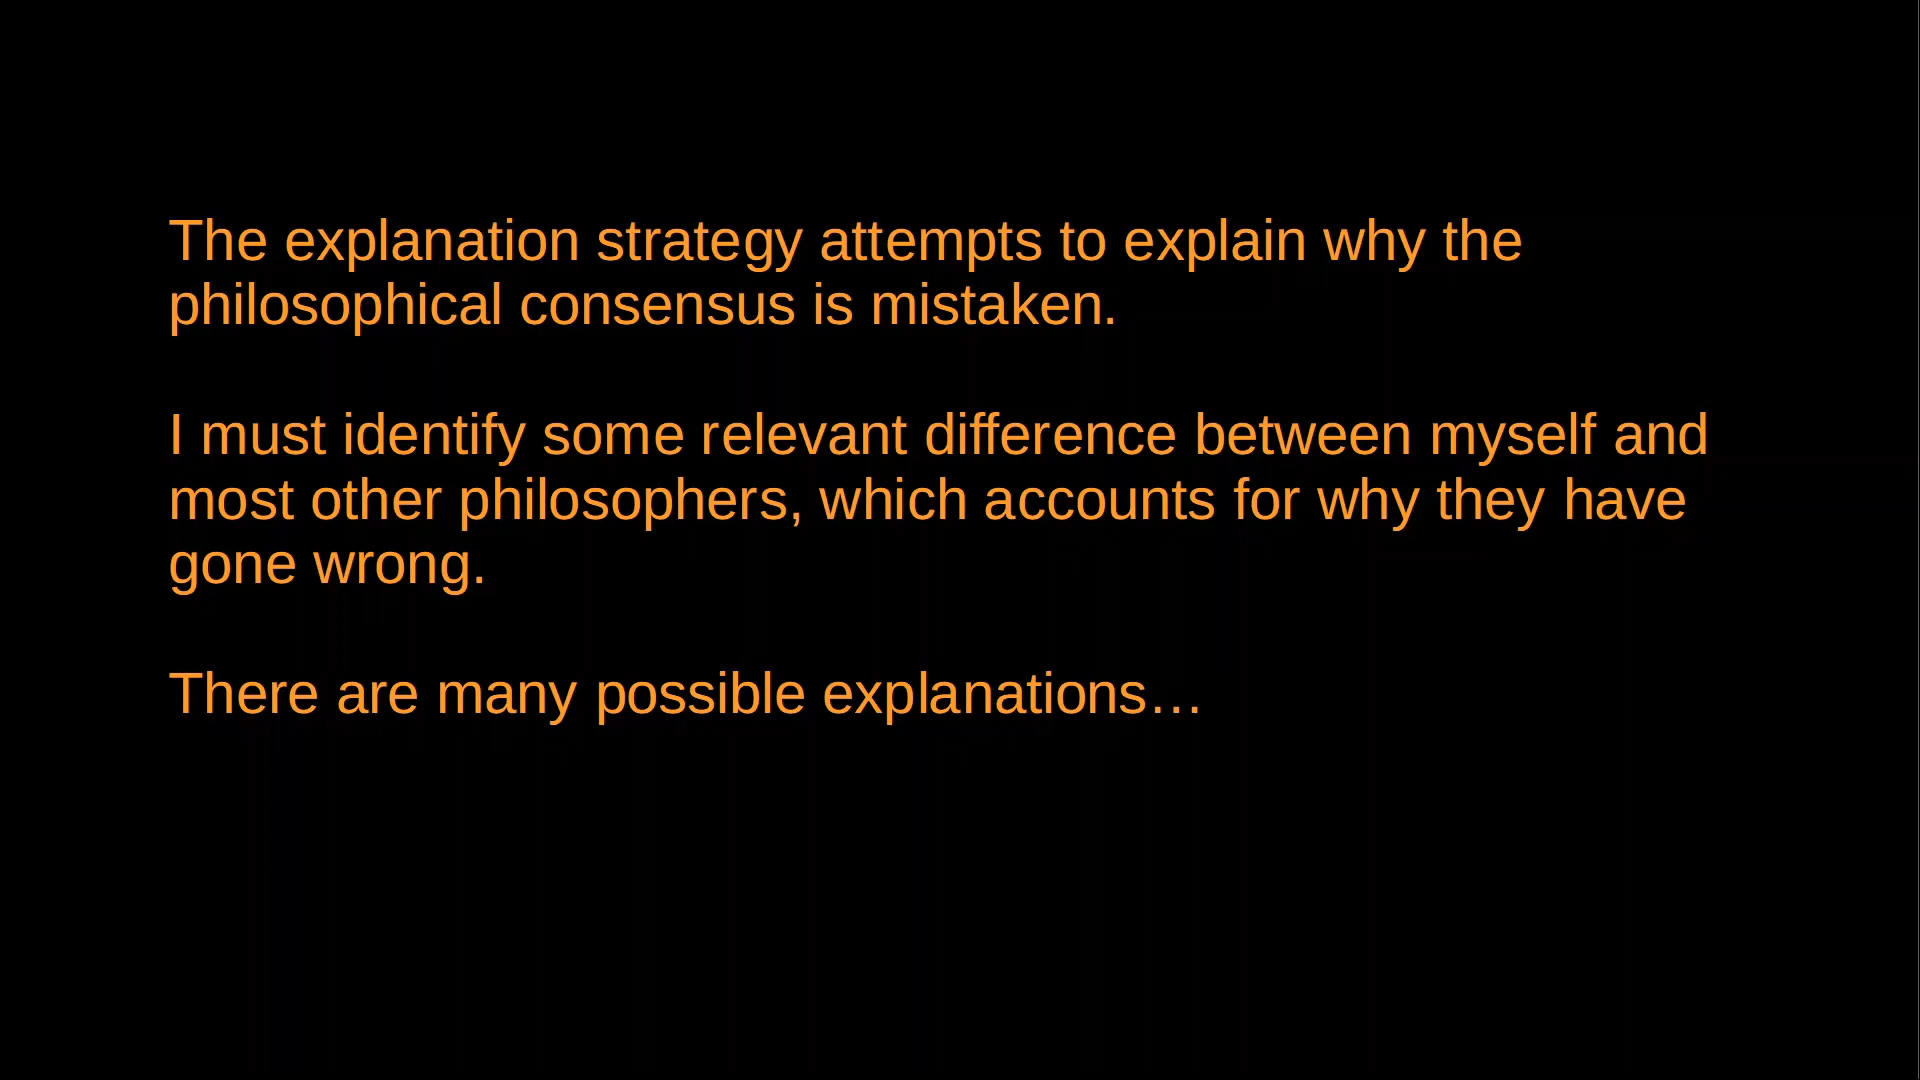 The explanation strategy attempts to explain why the
philosophical consensus is mistaken.
I must identify some relevant difference between myself and
most other philosophers, which accounts for why they have
gone wrong.
There are many possible explanations…